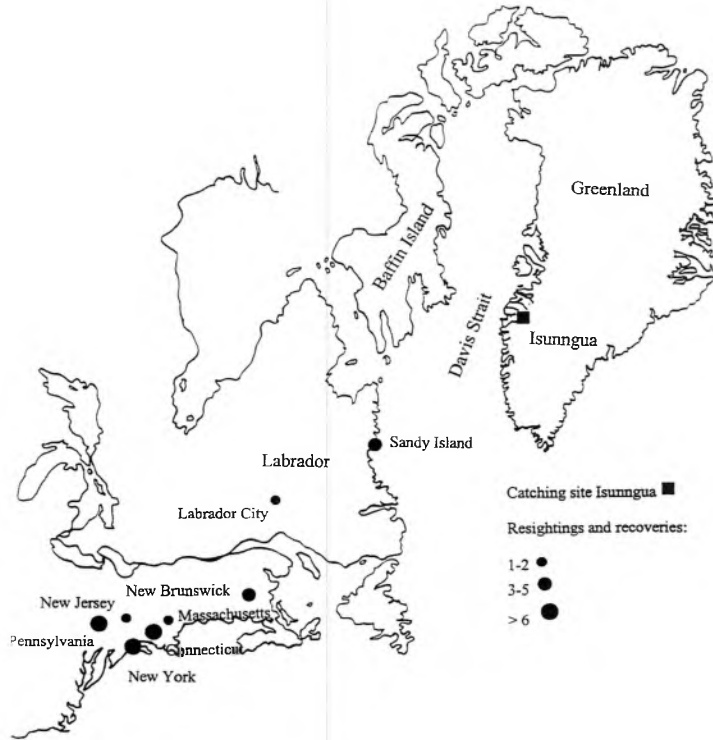 Greenland
Baffin Island
Davis Strait
Isunngua
Sandy Island
Labrador
Labrador City
Catching site Isunngua
Resightings and recoveries:
1-2
3-5
>6
New Brunswick
New Jersey
Massachusetts
Pennsylvania
Connecticut
New York